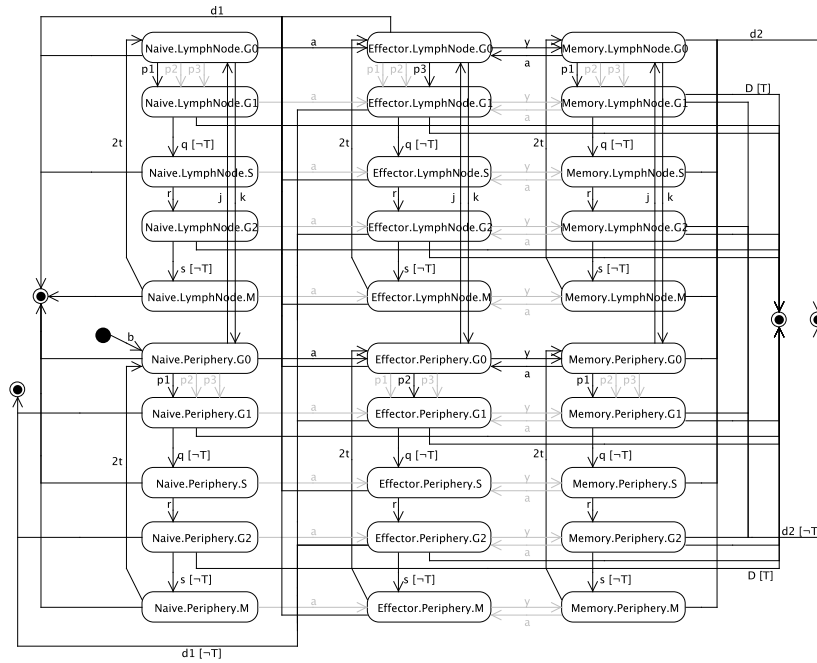 d1
Naive.LymphNode.G0 a Effector.LymphNode.G0 y Memory.LymphNode.G0 d2
a
p1 p2 p3 p1 p2 p3 p1 p2 p3
D [T]
Naive.LymphNode.G1 a Effector.LymphNode.G1 y Memory.LymphNode.G1
a
2t q [¬T] 2t q [¬T] 2t q [¬T]
Naive.LymphNode.S a Effector.LymphNode.S y Memory.LymphNode.S
a
r j k r j k r j k
Naive.LymphNode.G2 a Effector.LymphNode.G2 y Memory.LymphNode.G2
a
s [¬T] s [¬T] s [¬T]
Naive.LymphNode.M a Effector.LymphNode.M y Memory.LymphNode.M
a
b
Naive.Periphery.G0 a Effector.Periphery.G0 y Memory.Periphery.G0
a
p1 p2 p3 p1 p2 p3 p1 p2 p3
Naive.Periphery.G1 a Effector.Periphery.G1 y Memory.Periphery.G1
a
2t q [¬T] 2t q [¬T] 2t q [¬T]
Naive.Periphery.S a Effector.Periphery.S y Memory.Periphery.S
a
r r r
Naive.Periphery.G2 a Effector.Periphery.G2 y Memory.Periphery.G2 d2 [¬T
a
s [¬T] s [¬T] s [¬T] D [T]
Naive.Periphery.M a Effector.Periphery.M y Memory.Periphery.M
a
d1 [¬T]